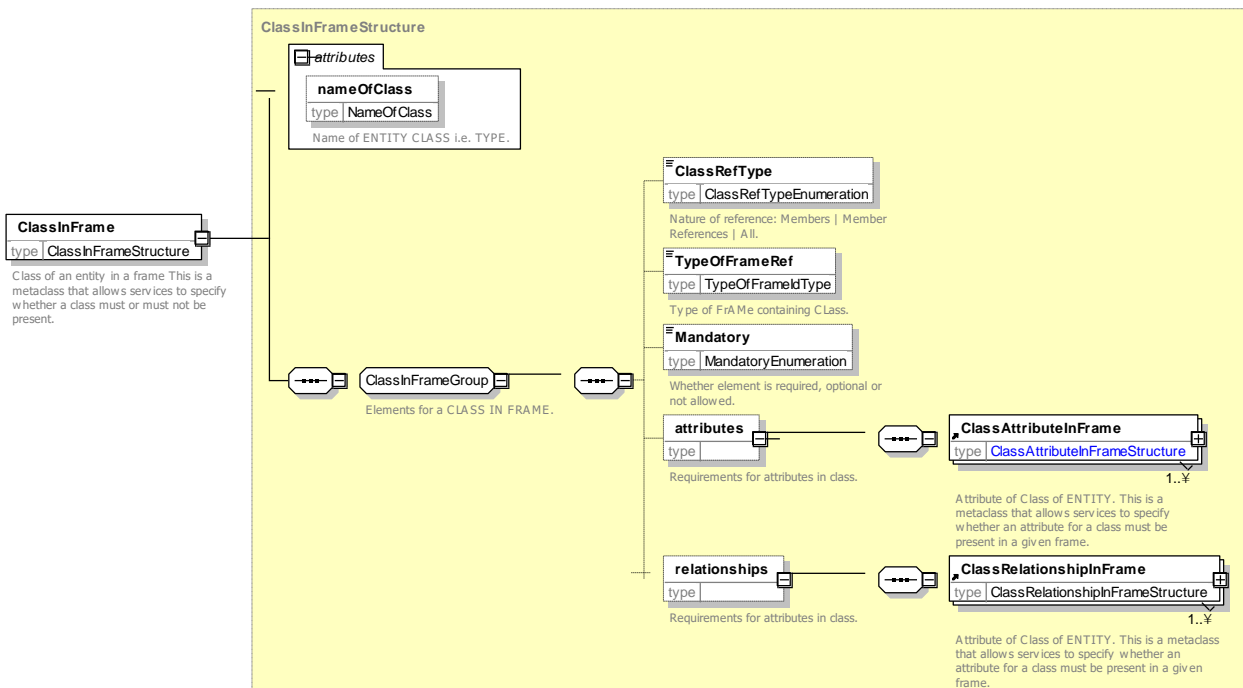 ClassInFrameStructure
attributes
nameOfClass
type NameOfClass
Name of ENTITY CLASS i.e. TYPE.
ClassInFrame
type ClassInFrameStructure
Class of an entity in a frame This is a
metaclass that allows services to specify
whether a class must or must not be
present.
ClassInFrameGroup
Elements for a CLASS IN FRAME.
ClassRefType
type ClassRefTypeEnumeration
Nature of reference: Members | Member
References | All.
TypeOfFrameRef
type TypeOfFrameIdType
Type of FrAMe containing CLass.
Mandatory
type MandatoryEnumeration
Whether element is required, optional or
not allowed.
attributes
type
Requirements for attributes in class.
ClassAttributeInFrame
type ClassAttributeInFrameStructure
1..¥
Attribute of Class of ENTITY. This is a
metaclass that allows services to specify
whether an attribute for a class must be
present in a given frame.
relationships
type
Requirements for attributes in class.
ClassRelationshipInFrame
type ClassRelationshipInFrameStructure
1..¥
Attribute of Class of ENTITY. This is a metaclass
that allows services to specify whether an
attribute for a class must be present in a given
frame.